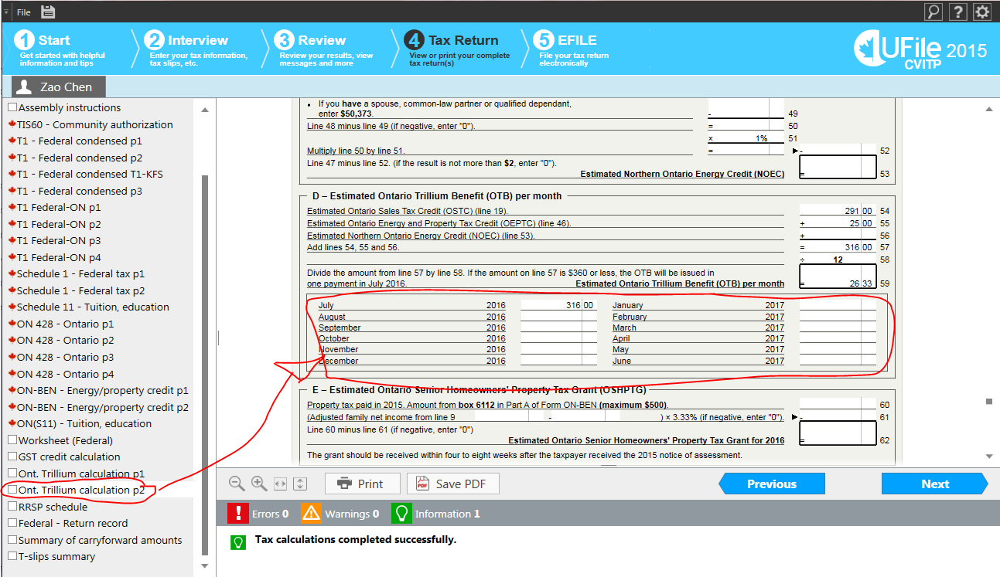 File
?
1 Start
Get started with helpful
information and tips
2 Interview
Enter your tax information,
tax slips, etc.
3 Review
Review your results, view
messages and more
4 Tax Return
View or print your complete
tax return(s)
5 EFILE
File your tax return
electronically
UFile 2015
CVITP
Zao Chen
Assembly instructions
TIS60 - Community authorization
T1 - Federal condensed p1
T1 - Federal condensed p2
T1 - Federal condensed T1-KFS
T1 - Federal condensed p3
T1 Federal-ON p1
T1 Federal-ON p2
T1 Federal-ON p3
T1 Federal-ON p4
Schedule 1 - Federal tax p1
Schedule 1 - Federal tax p2
Schedule 11 - Tuition, education
ON 428 - Ontario p1
ON 428 - Ontario p2
ON 428 - Ontario p3
ON 428 - Ontario p4
ON-BEN - Energy/property credit p1
ON-BEN - Energy/property credit p2
ON(S11) - Tuition, education
Worksheet (Federal)
GST credit calculation
Ont. Trillium calculation p1
Ont. Trillium calculation p2
RRSP schedule
Federal - Return record
Summary of carryforward amounts
T-slips summary
• If you have a spouse, common-law partner or qualified dependant,
enter $50,373. - 49
Line 48 minus line 49 (if negative, enter "0"). = 50
× 1% 51
Multiply line 50 by line 51. = ► - 52
Line 47 minus line 52. (if the result is not more than $2, enter "0").
Estimated Northern Ontario Energy Credit (NOEC) = 53
D – Estimated Ontario Trillium Benefit (OTB) per month
Estimated Ontario Sales Tax Credit (OSTC) (line 19). 291 00 54
Estimated Ontario Energy and Property Tax Credit (OEPTC) (line 46). + 25 00 55
Estimated Northern Ontario Energy Credit (NOEC) (line 53). + 56
Add lines 54, 55 and 56. = 316 00 57
÷ 12 58
Divide the amount from line 57 by line 58. If the amount on line 57 is $360 or less, the OTB will be issued in
one payment in July 2016. Estimated Ontario Trillium Benefit (OTB) per month = 26 33 59
July 2016 316 00 January 2017
August 2016 February 2017
September 2016 March 2017
October 2016 April 2017
November 2016 May 2017
December 2016 June 2017
E – Estimated Ontario Senior Homeowners' Property Tax Grant (OSHPTG)
Property tax paid in 2015. Amount from box 6112 in Part A of Form ON-BEN (maximum $500). 60
(Adjusted family net income from line 9 - ) × 3.33% (if negative, enter "0"). ► - 61
Line 60 minus line 61 (if negative, enter "0")
Estimated Ontario Senior Homeowners' Property Tax Grant for 2016 = 62
The grant should be received within four to eight weeks after the taxpayer received the 2015 notice of assessment.
Print
Save PDF
Previous
Next
Errors 0
Warnings 0
Information 1
Tax calculations completed successfully.